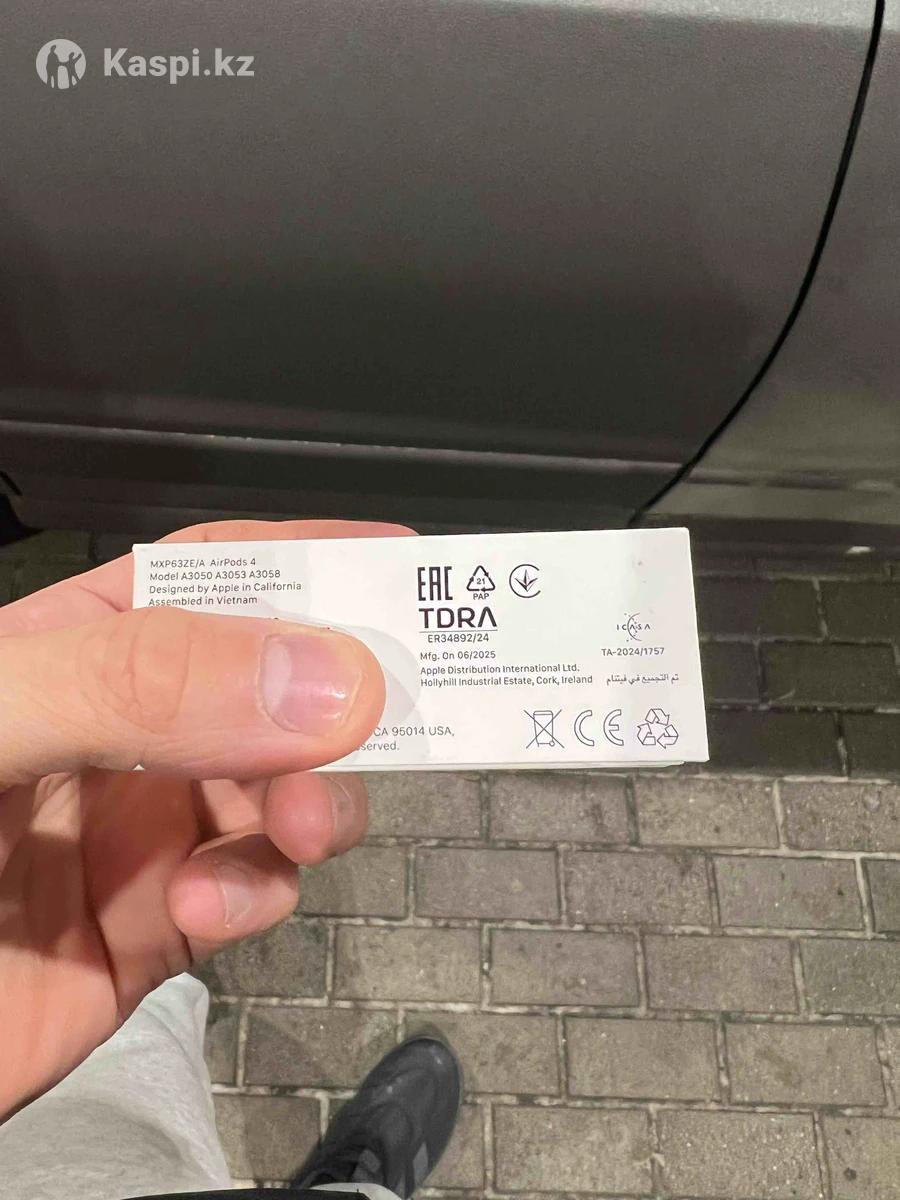 Kaspi.kz
MXP63ZE/A AirPods 4
Model A3050 A3053 A3058
Designed by Apple in California
Assembled in Vietnam
EAC
21
PAP
TDRA
ER34892/24
Mfg. On 06/2025
Apple Distribution International Ltd.
Hollyhill Industrial Estate, Cork, Ireland
ICASA
TA-2024/1757
تم التجميع في فيتنام
CA 95014 USA,
served.
CE